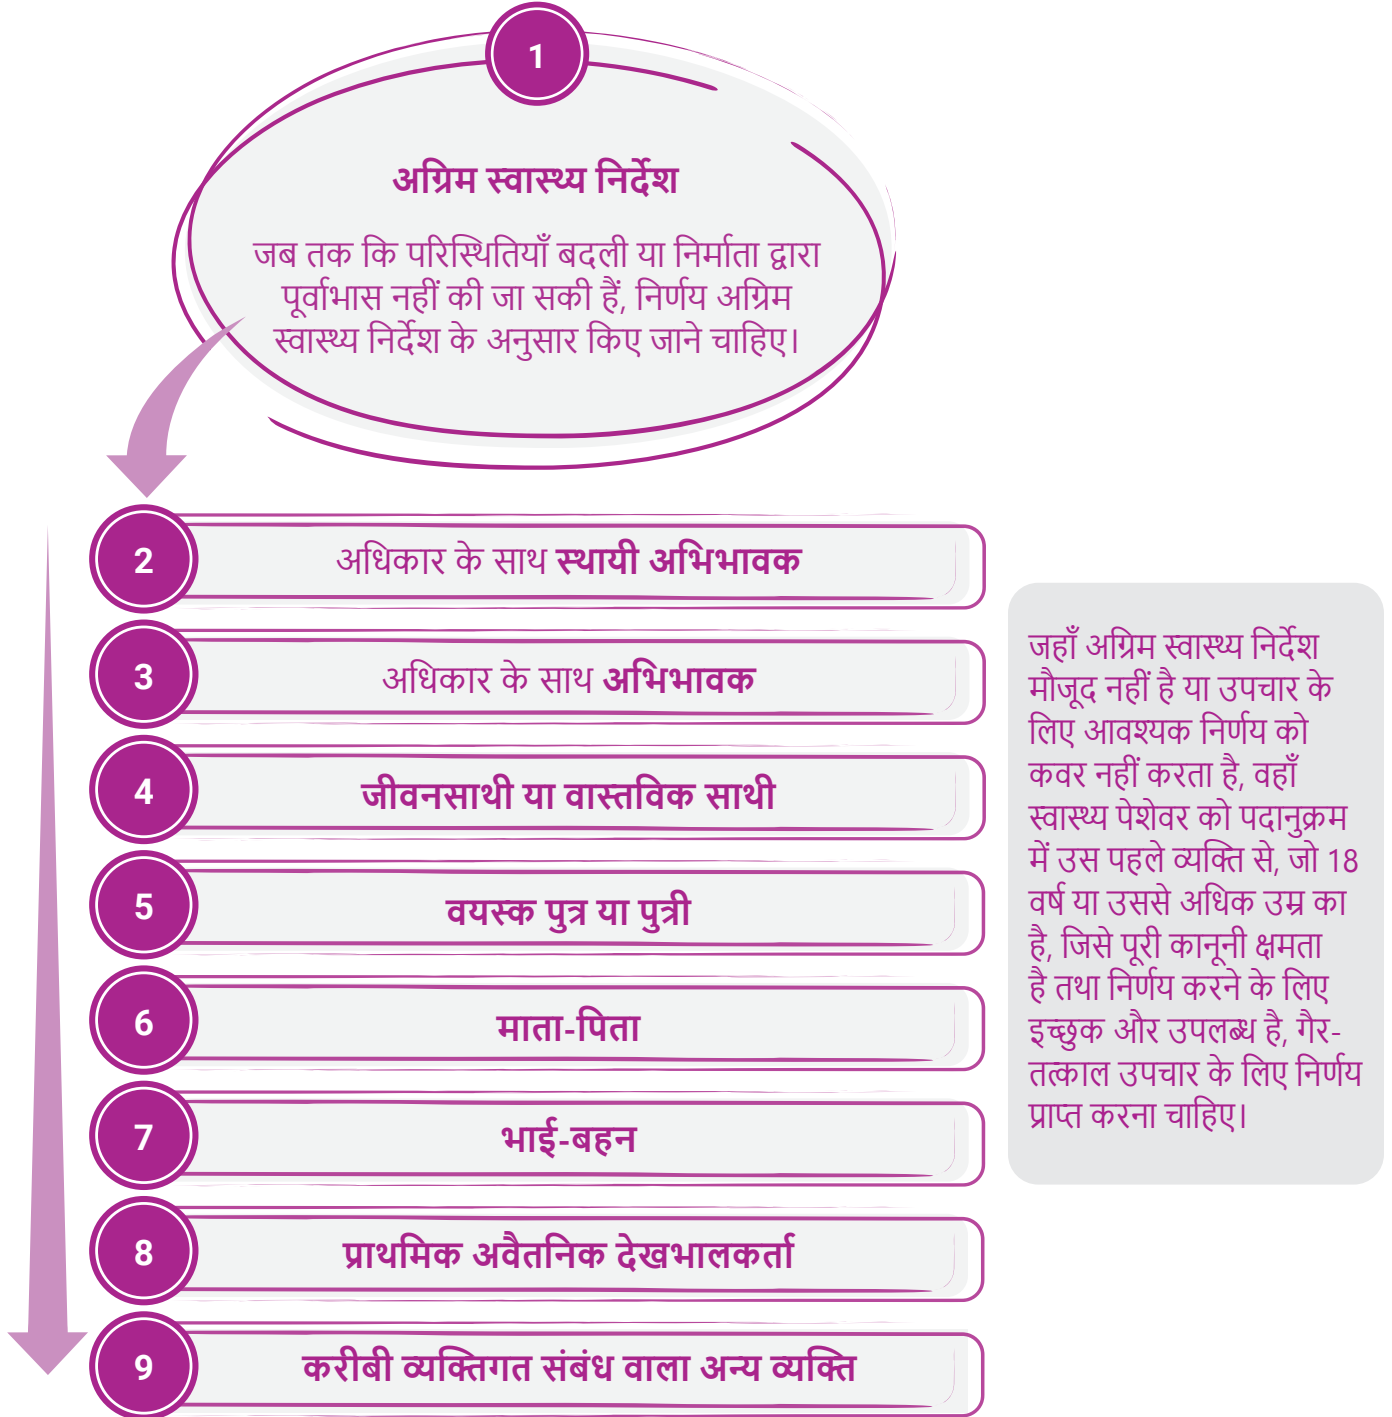 1
अग्रिम स्वास्थ्य निर्देश
जब तक कि परिस्थितियाँ बदली या निर्माता द्वारा
पूर्वाभास नहीं की जा सकी हैं, निर्णय अग्रिम
स्वास्थ्य निर्देश के अनुसार किए जाने चाहिए।
2
अधिकार के साथ स्थायी अभिभावक
3
अधिकार के साथ अभिभावक
4
जीवनसाथी या वास्तविक साथी
5
वयस्क पुत्र या पुत्री
6
माता-पिता
7
भाई-बहन
8
प्राथमिक अवैतनिक देखभालकर्ता
9
करीबी व्यक्तिगत संबंध वाला अन्य व्यक्ति
जहाँ अग्रिम स्वास्थ्य निर्देश
मौजूद नहीं है या उपचार के
लिए आवश्यक निर्णय को
कवर नहीं करता है, वहाँ
स्वास्थ्य पेशेवर को पदानुक्रम
में उस पहले व्यक्ति से, जो 18
वर्ष या उससे अधिक उम्र का
है, जिसे पूरी कानूनी क्षमता
है तथा निर्णय करने के लिए
इच्छुक और उपलब्ध है, गैर-
तत्काल उपचार के लिए निर्णय
प्राप्त करना चाहिए।